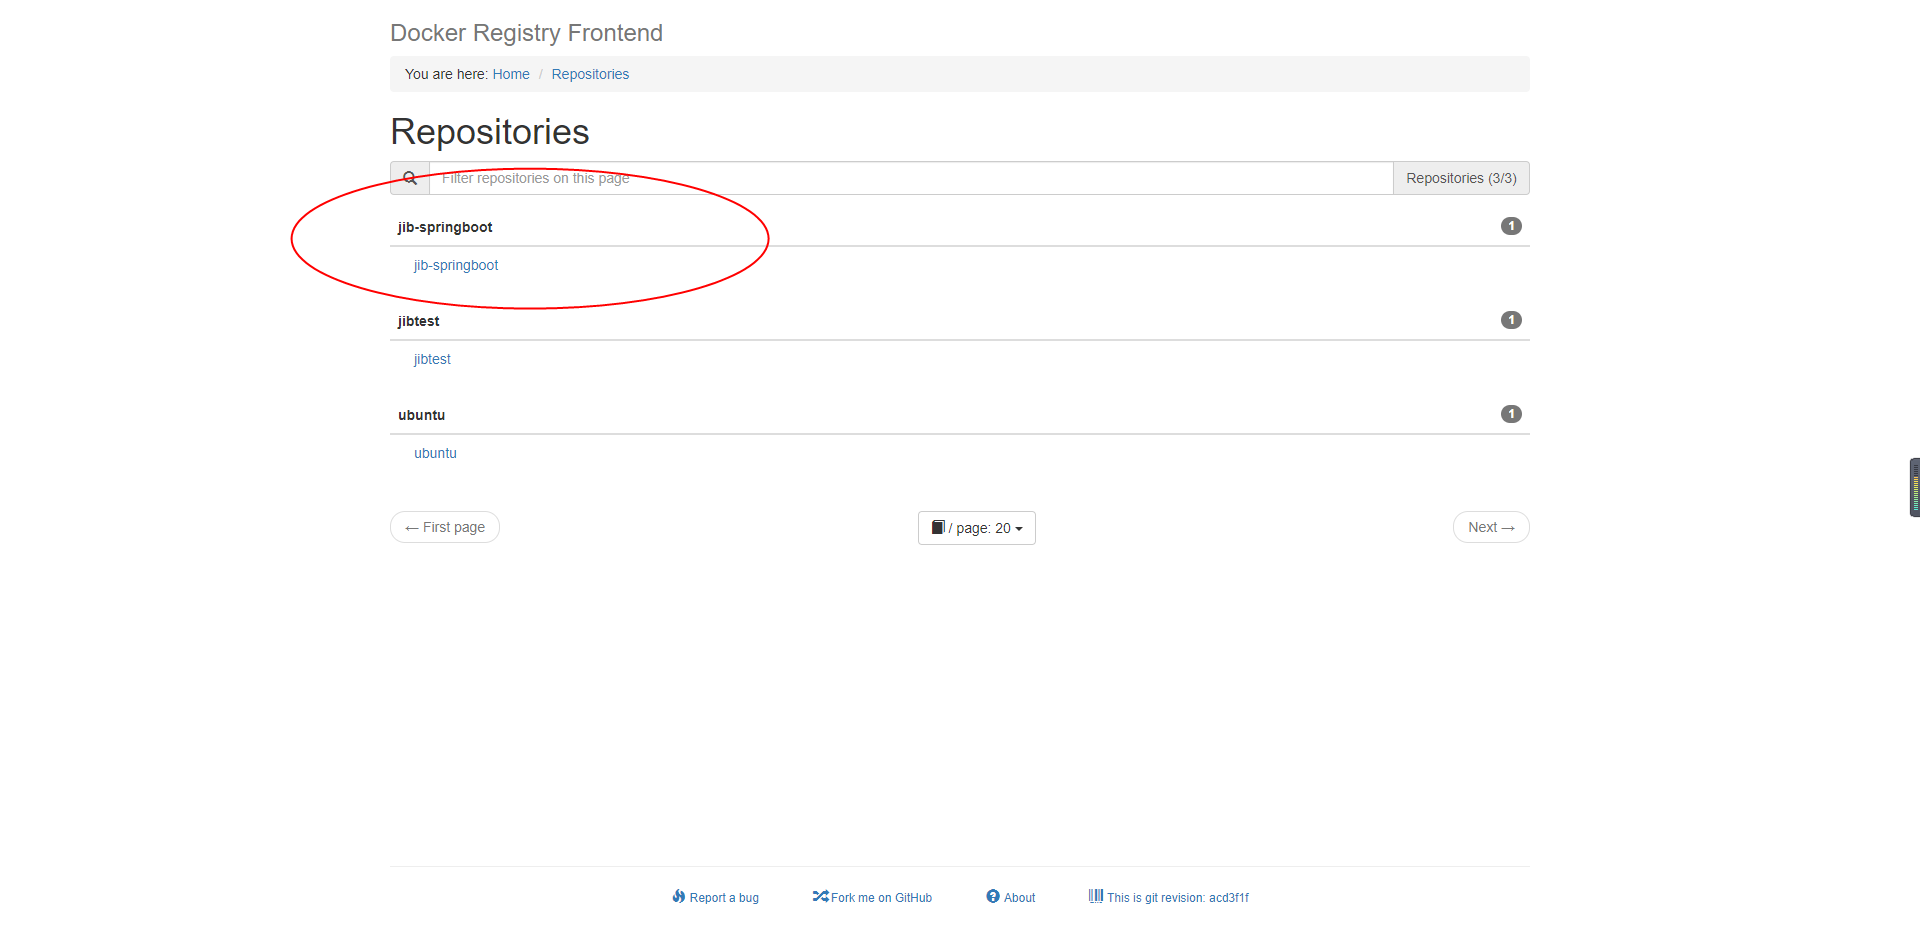 Docker Registry Frontend
You are here: Home / Repositories
Repositories
Filter repositories on this page Repositories (3/3)
jib-springboot 1
jib-springboot
jibtest 1
jibtest
ubuntu 1
ubuntu
← First page / page: 20 Next →
Report a bug Fork me on GitHub About This is git revision: acd3f1f